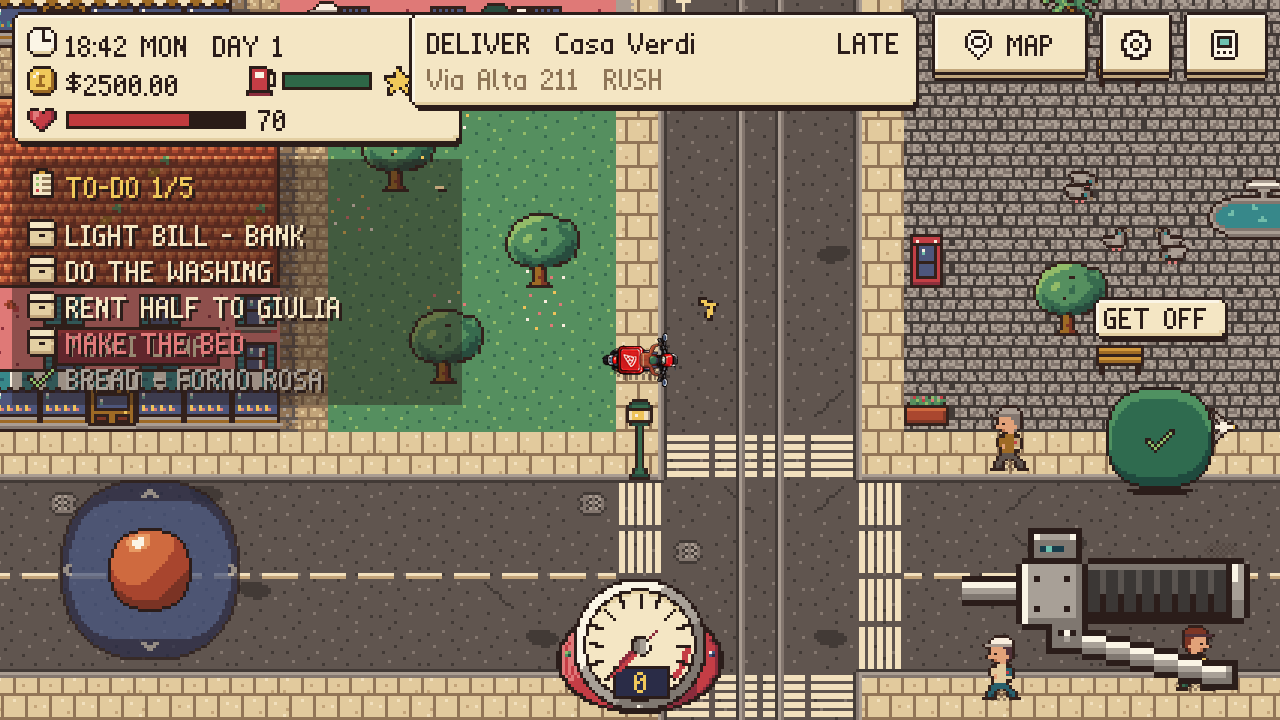 18:42 MON DAY 1
$2500.00
70
DELIVER Casa Verdi LATE
Via Alta 211 RUSH
MAP
TO-DO 1/5
LIGHT BILL - BANK
DO THE WASHING
RENT HALF TO GIULIA
MAKE THE BED
BREAD - FORNO ROSA
GET OFF
0